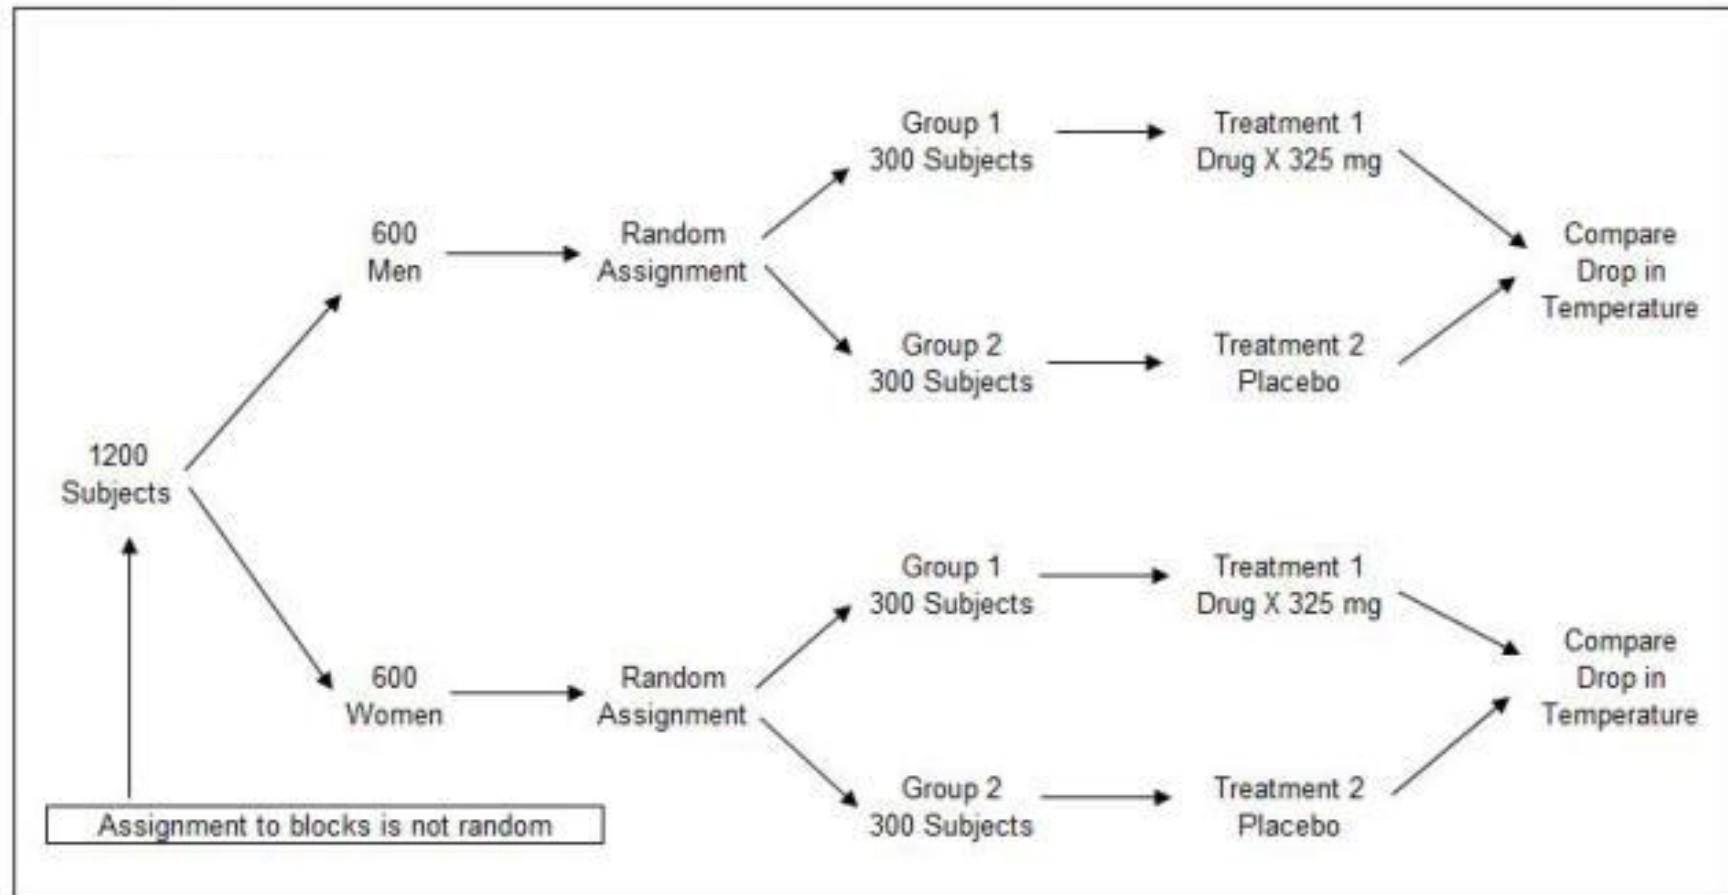 1200
Subjects
600
Men
Random
Assignment
Group 1
300 Subjects
Treatment 1
Drug X 325 mg
Group 2
300 Subjects
Treatment 2
Placebo
Compare
Drop in
Temperature
600
Women
Random
Assignment
Group 1
300 Subjects
Treatment 1
Drug X 325 mg
Group 2
300 Subjects
Treatment 2
Placebo
Compare
Drop in
Temperature
Assignment to blocks is not random